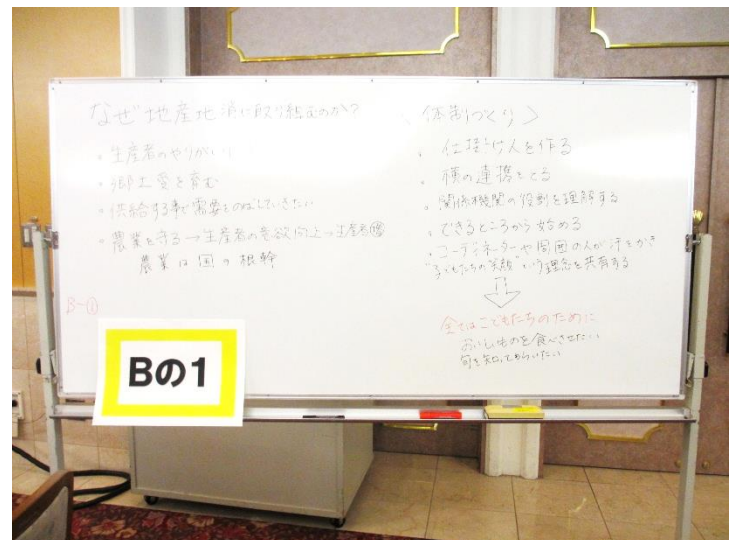 なぜ地産地消に取り組むのか?
・生産者のやりがい
・郷土愛を育む
・供給する事で需要をのばしていきたい
・農業を守る→生産者の意欲向上→生産者増
農業は国の根幹
B-①
Bの1
〈体制づくり〉
・仕掛け人を作る
・横の連携をとる
・関係機関の役割を理解する
・できるところから始める
・コーディネーターや周囲の人が汗をかき
"子どもたちの笑顔"という理念を共有する
全てはこどもたちのために
おいしいものを食べさせたい
旬を知ってもらいたい